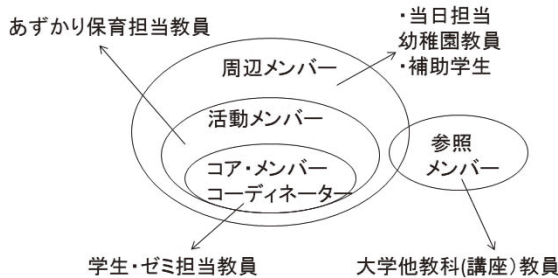 あずかり保育担当教員
・当日担当
幼稚園教員
・補助学生
周辺メンバー
活動メンバー
コア・メンバー
コーディネーター
参照
メンバー
学生・ゼミ担当教員
大学他教科(講座)教員